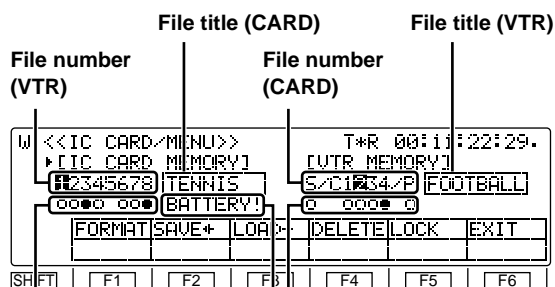 File title (CARD) File title (VTR)
File number (VTR) File number (CARD)
W <<IC CARD/MENU>> T*R 00:11:22:29.
▸[IC CARD MEMORY] [VTR MEMORY]
12345678 TENNIS S/C1234/P FOOTBALL
BATTERY!
FORMAT SAVE← LOAD→ DELETE LOCK EXIT
SHIFT F1 F2 F3 F4 F5 F6